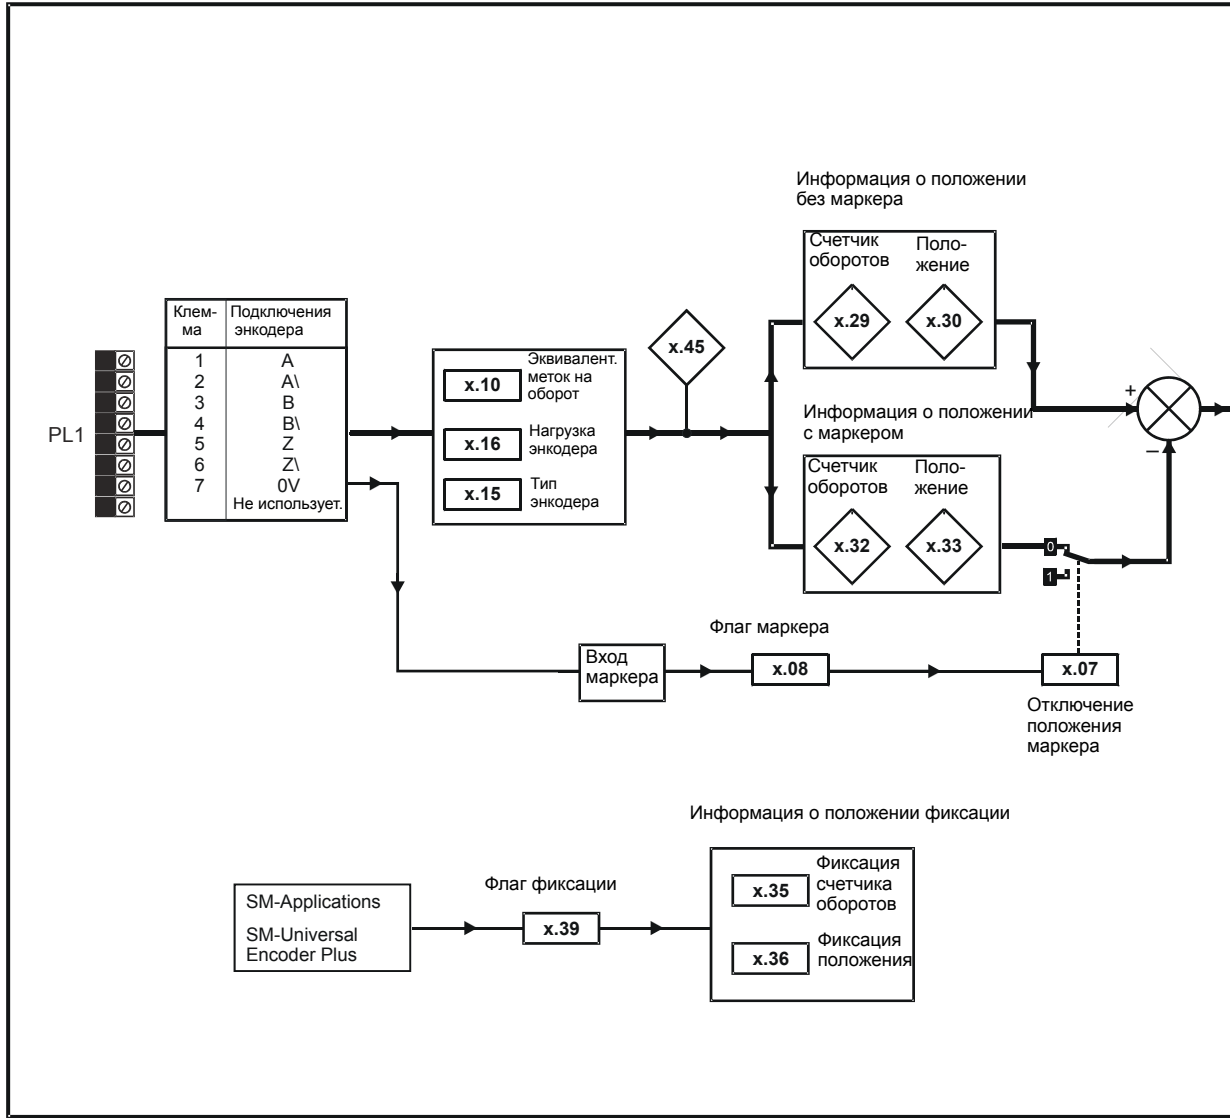 Информация о положении
без маркера
Счетчик
оборотов
Поло-
жение
x.29
x.30
Клем-
ма
Подключения
энкодера
1 A
2 A\
3 B
4 B\
5 Z
6 Z\
7 0V
Не использует.
PL1
x.10
Эквивалент.
меток на
оборот
x.16
Нагрузка
энкодера
x.15
Тип
энкодера
x.45
+
−
Информация о положении
с маркером
Счетчик
оборотов
Поло-
жение
x.32
x.33
0
1
Флаг маркера
Вход
маркера
x.08
x.07
Отключение
положения
маркера
Информация о положении фиксации
SM-Applications
SM-Universal
Encoder Plus
Флаг фиксации
x.39
x.35
Фиксация
счетчика
оборотов
x.36
Фиксация
положения